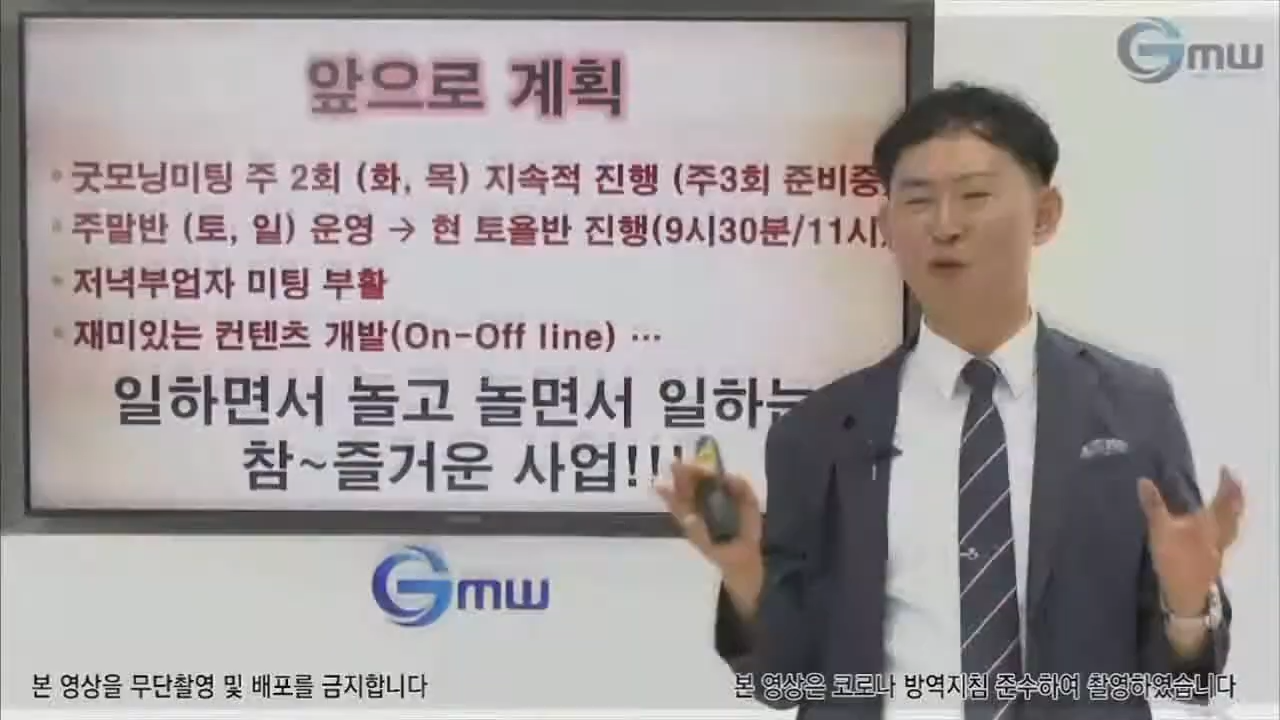 Gmw
앞으로 계획
• 굿모닝미팅 주 2회 (화, 목) 지속적 진행 (주3회 준비중
• 주말반 (토, 일) 운영 → 현 토욜반 진행(9시30분/11시
• 저녁부업자 미팅 부활
• 재미있는 컨텐츠 개발(On-Off line) …
일하면서 놀고 놀면서 일하는
참~즐거운 사업!!!
Gmw
본 영상을 무단촬영 및 배포를 금지합니다
본 영상은 코로나 방역지침 준수하여 촬영하였습니다